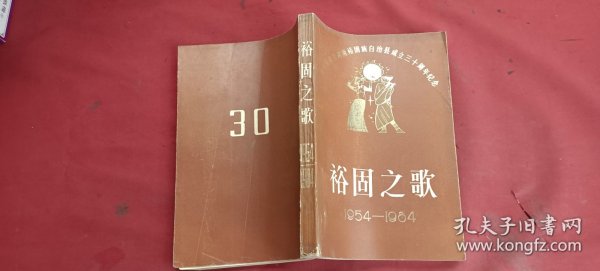 30
裕固之歌
裕固族自治县成立三十周年纪念
裕固之歌
1954—1984
孔夫子旧书网
www.kongfz.com